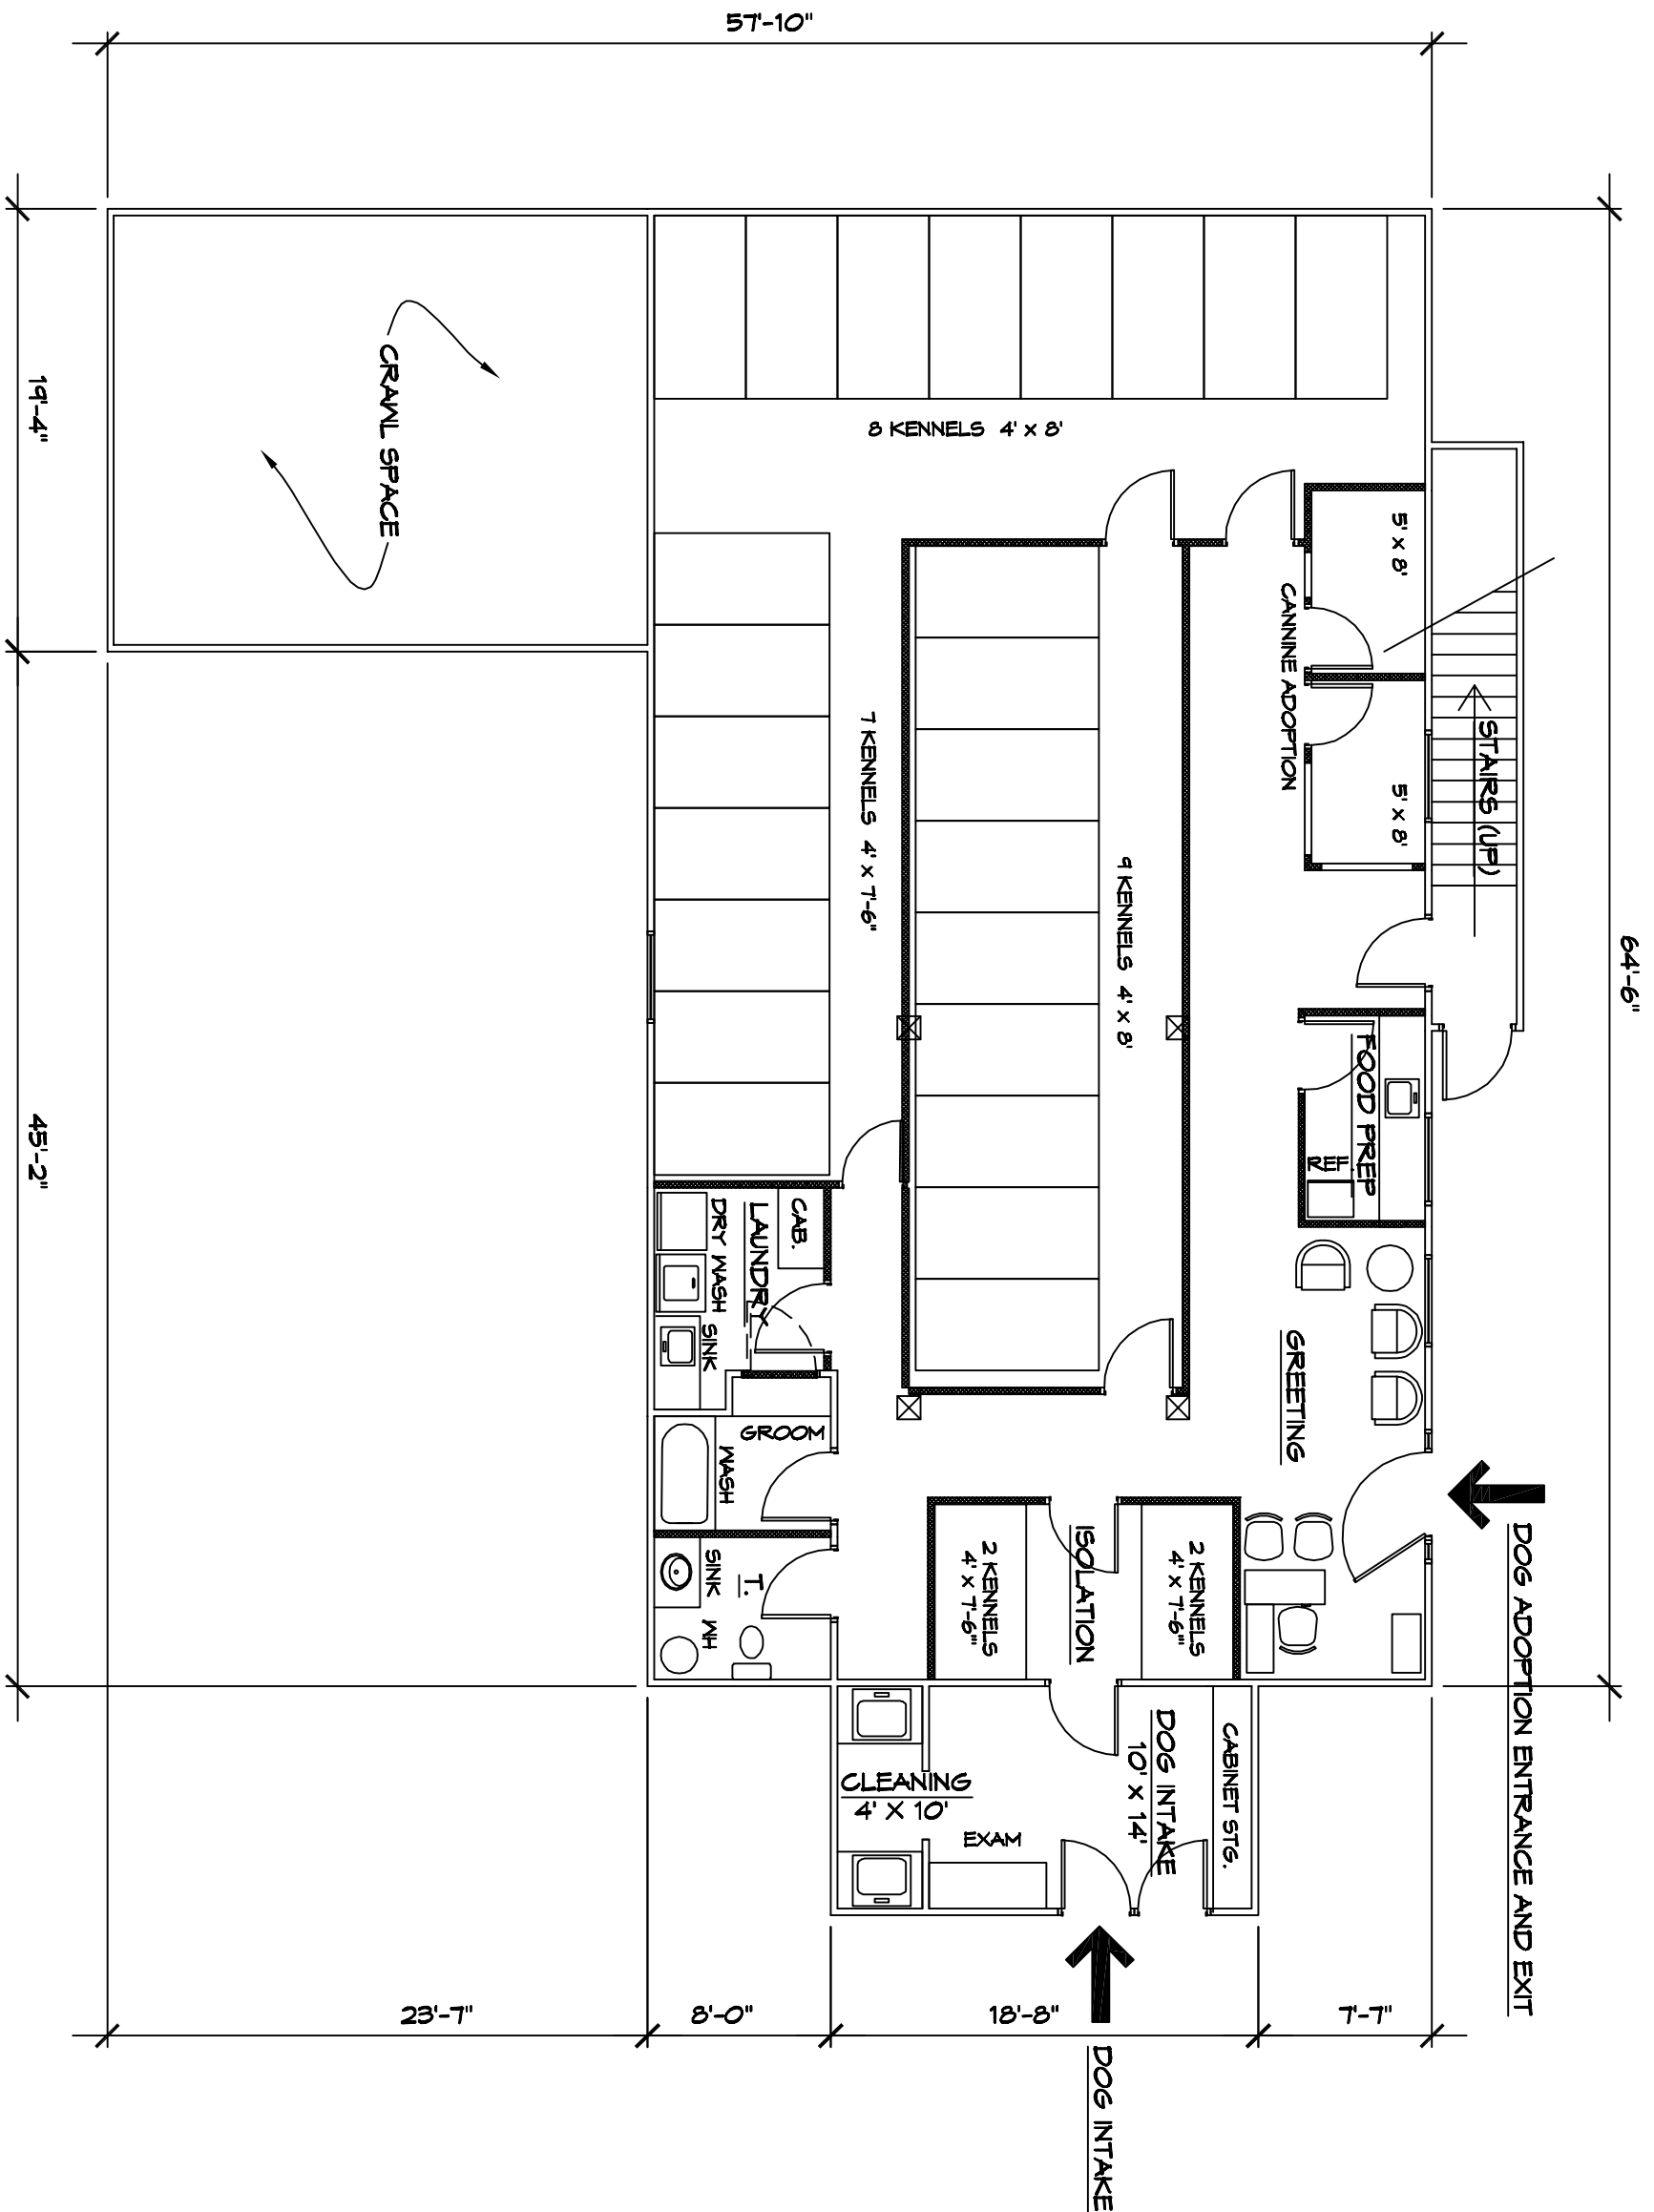 57'-10"
64'-6"
19'-4"
45'-2"
CRAWL SPACE
8 KENNELS 4' x 8'
5' x 8'
5' x 8'
CANNINE ADOPTION
STAIRS (UP)
7 KENNELS 4' x 7'-6"
9 KENNELS 4' x 8'
FOOD PREP
REF.
GREETING
CAB.
LAUNDRY
DRY WASH
SINK
GROOM
WASH
T.
SINK
WH
ISOLATION
2 KENNELS
4' x 7'-6"
2 KENNELS
4' x 7'-6"
DOG INTAKE
10' X 14'
CABINET STG.
CLEANING
4' X 10'
EXAM
DOG ADOPTION ENTRANCE AND EXIT
DOG INTAKE
23'-7"
8'-0"
18'-8"
7'-7"